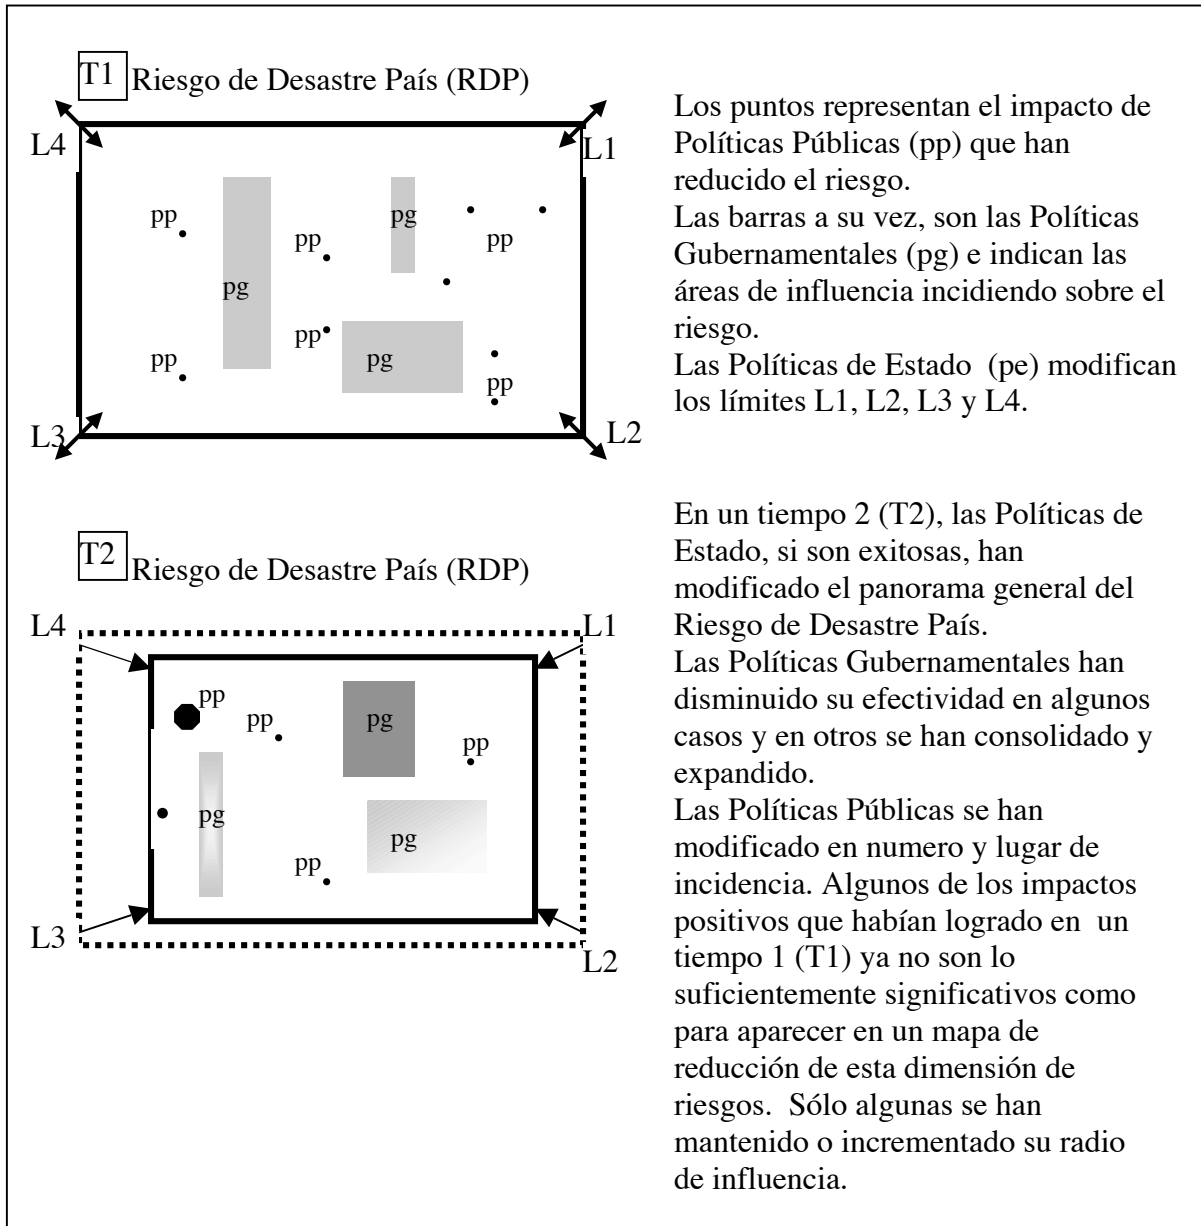 T1 Riesgo de Desastre País (RDP)
L4
L1
pp
pg
pp
pg
pp
pp
pg
pp
pp
L3
L2
Los puntos representan el impacto de
Políticas Públicas (pp) que han
reducido el riesgo.
Las barras a su vez, son las Políticas
Gubernamentales (pg) e indican las
áreas de influencia incidiendo sobre el
riesgo.
Las Políticas de Estado (pe) modifican
los límites L1, L2, L3 y L4.
T2 Riesgo de Desastre País (RDP)
L4
L1
pp
pp
pg
pp
pg
pg
pp
L3
L2
En un tiempo 2 (T2), las Políticas de
Estado, si son exitosas, han
modificado el panorama general del
Riesgo de Desastre País.
Las Políticas Gubernamentales han
disminuido su efectividad en algunos
casos y en otros se han consolidado y
expandido.
Las Políticas Públicas se han
modificado en numero y lugar de
incidencia. Algunos de los impactos
positivos que habían logrado en un
tiempo 1 (T1) ya no son lo
suficientemente significativos como
para aparecer en un mapa de
reducción de esta dimensión de
riesgos. Sólo algunas se han
mantenido o incrementado su radio
de influencia.